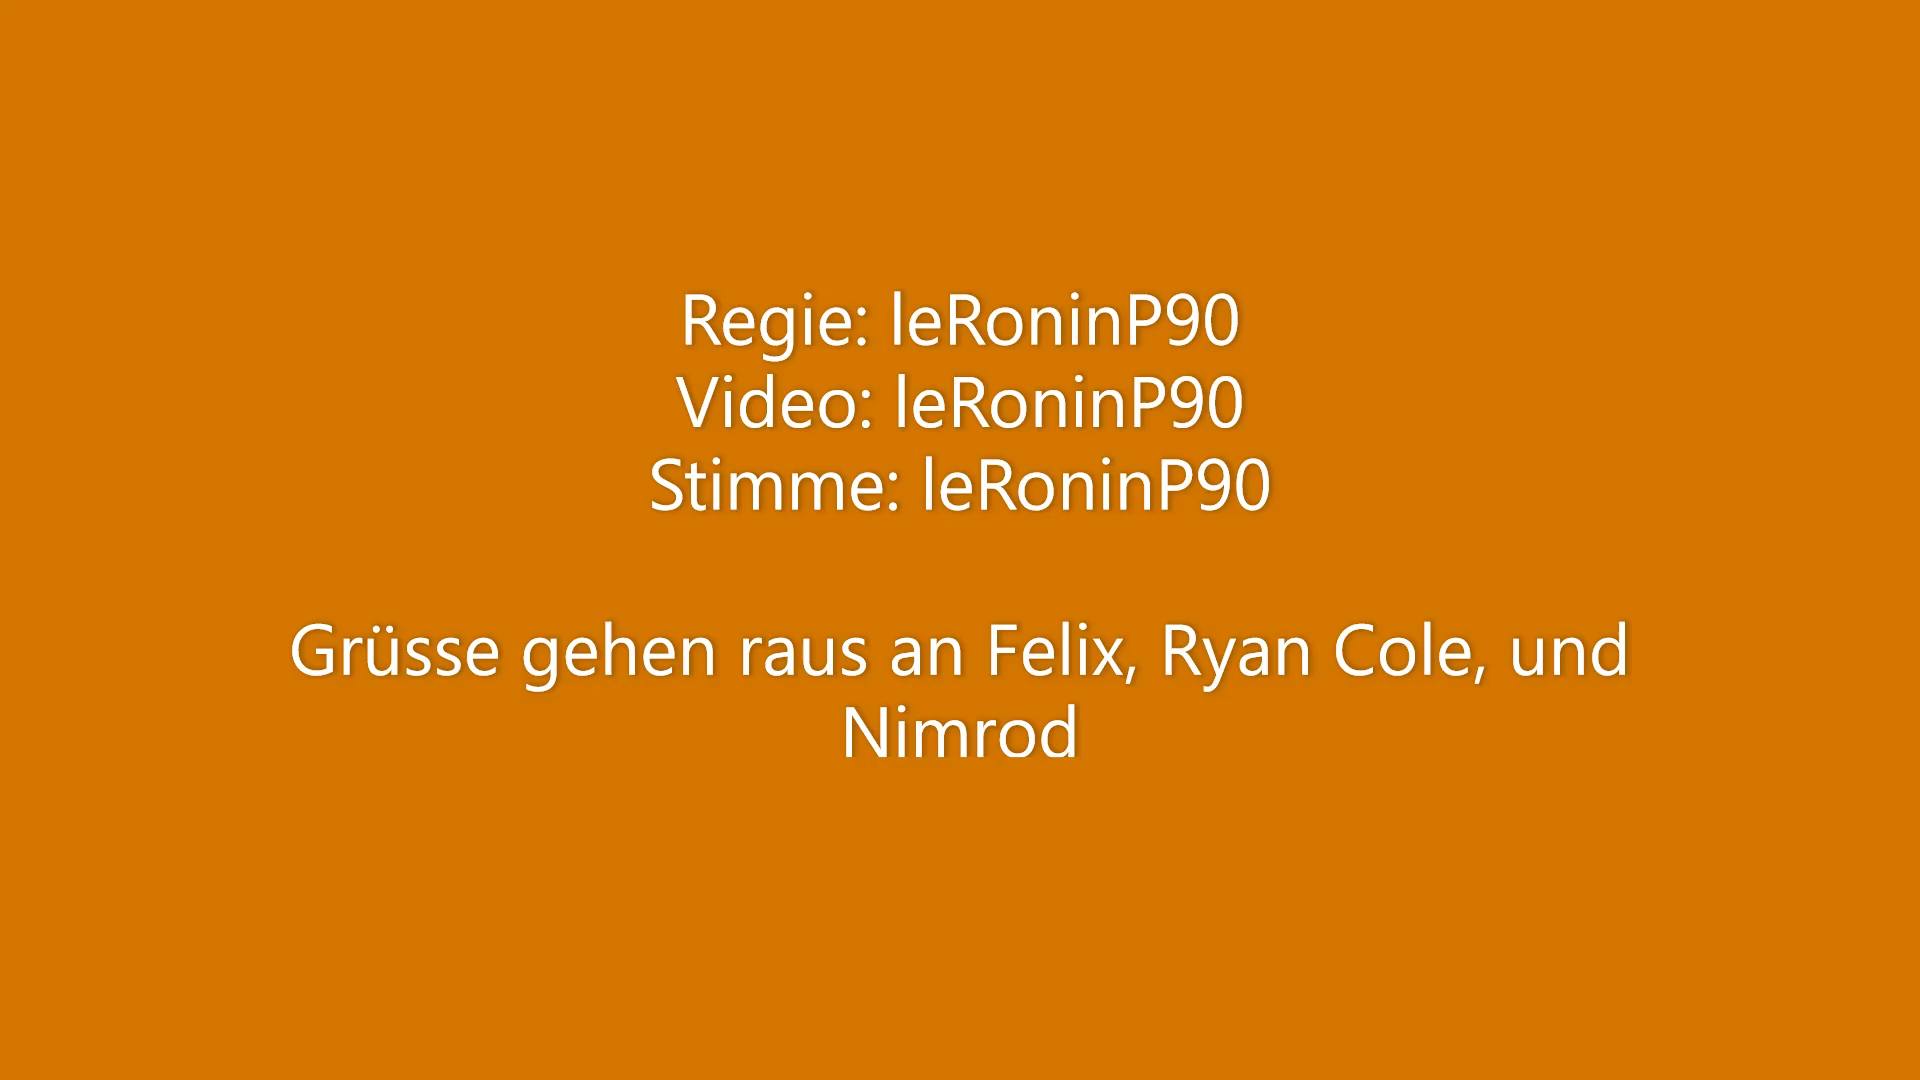 Regie: leRoninP90
Video: leRoninP90
Stimme: leRoninP90
Grüsse gehen raus an Felix, Ryan Cole, und
Nimrod